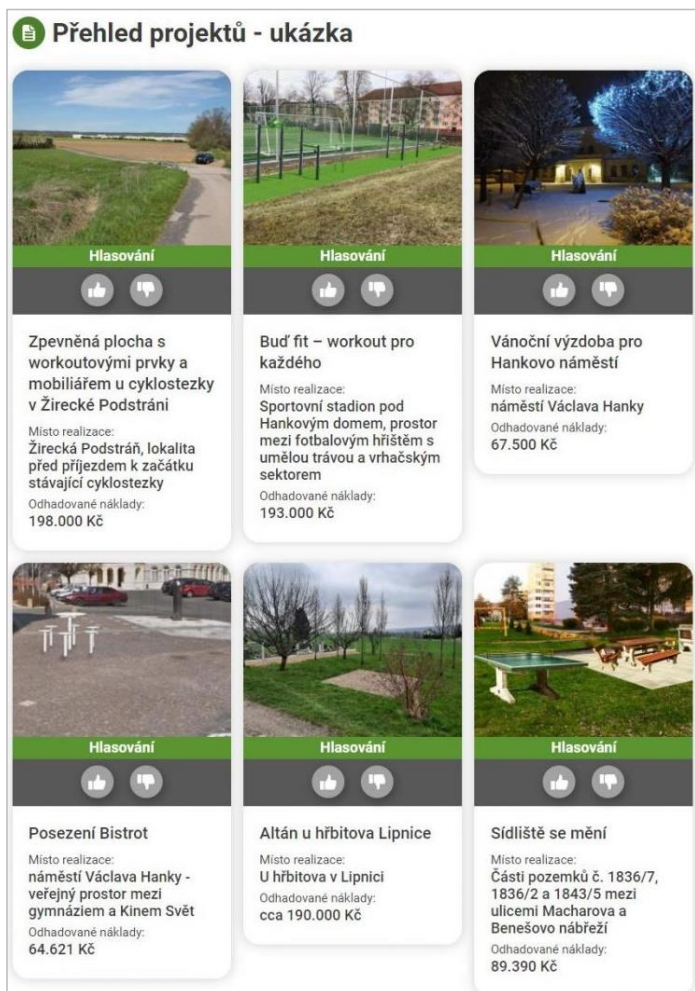 Přehled projektů - ukázka
Hlasování
Zpevněná plocha s
workoutovými prvky a
mobiliářem u cyklostezky
v Žirecké Podstráni
Místo realizace:
Žirecká Podstráň, lokalita
před příjezdem k začátku
stávající cyklostezky
Odhadované náklady:
198.000 Kč
Hlasování
Buď fit – workout pro
každého
Místo realizace:
Sportovní stadion pod
Hankovým domem, prostor
mezi fotbalovým hřištěm s
umělou trávou a vrhačským
sektorem
Odhadované náklady:
193.000 Kč
Hlasování
Vánoční výzdoba pro
Hankovo náměstí
Místo realizace:
náměstí Václava Hanky
Odhadované náklady:
67.500 Kč
Hlasování
Posezení Bistrot
Místo realizace:
náměstí Václava Hanky -
veřejný prostor mezi
gymnáziem a Kinem Svět
Odhadované náklady:
64.621 Kč
Hlasování
Altán u hřbitova Lipnice
Místo realizace:
U hřbitova v Lipnici
Odhadované náklady:
cca 190.000 Kč
Hlasování
Sídliště se mění
Místo realizace:
Části pozemků č. 1836/7,
1836/2 a 1843/5 mezi
ulicemi Macharova a
Benešovo nábřeží
Odhadované náklady:
89.390 Kč